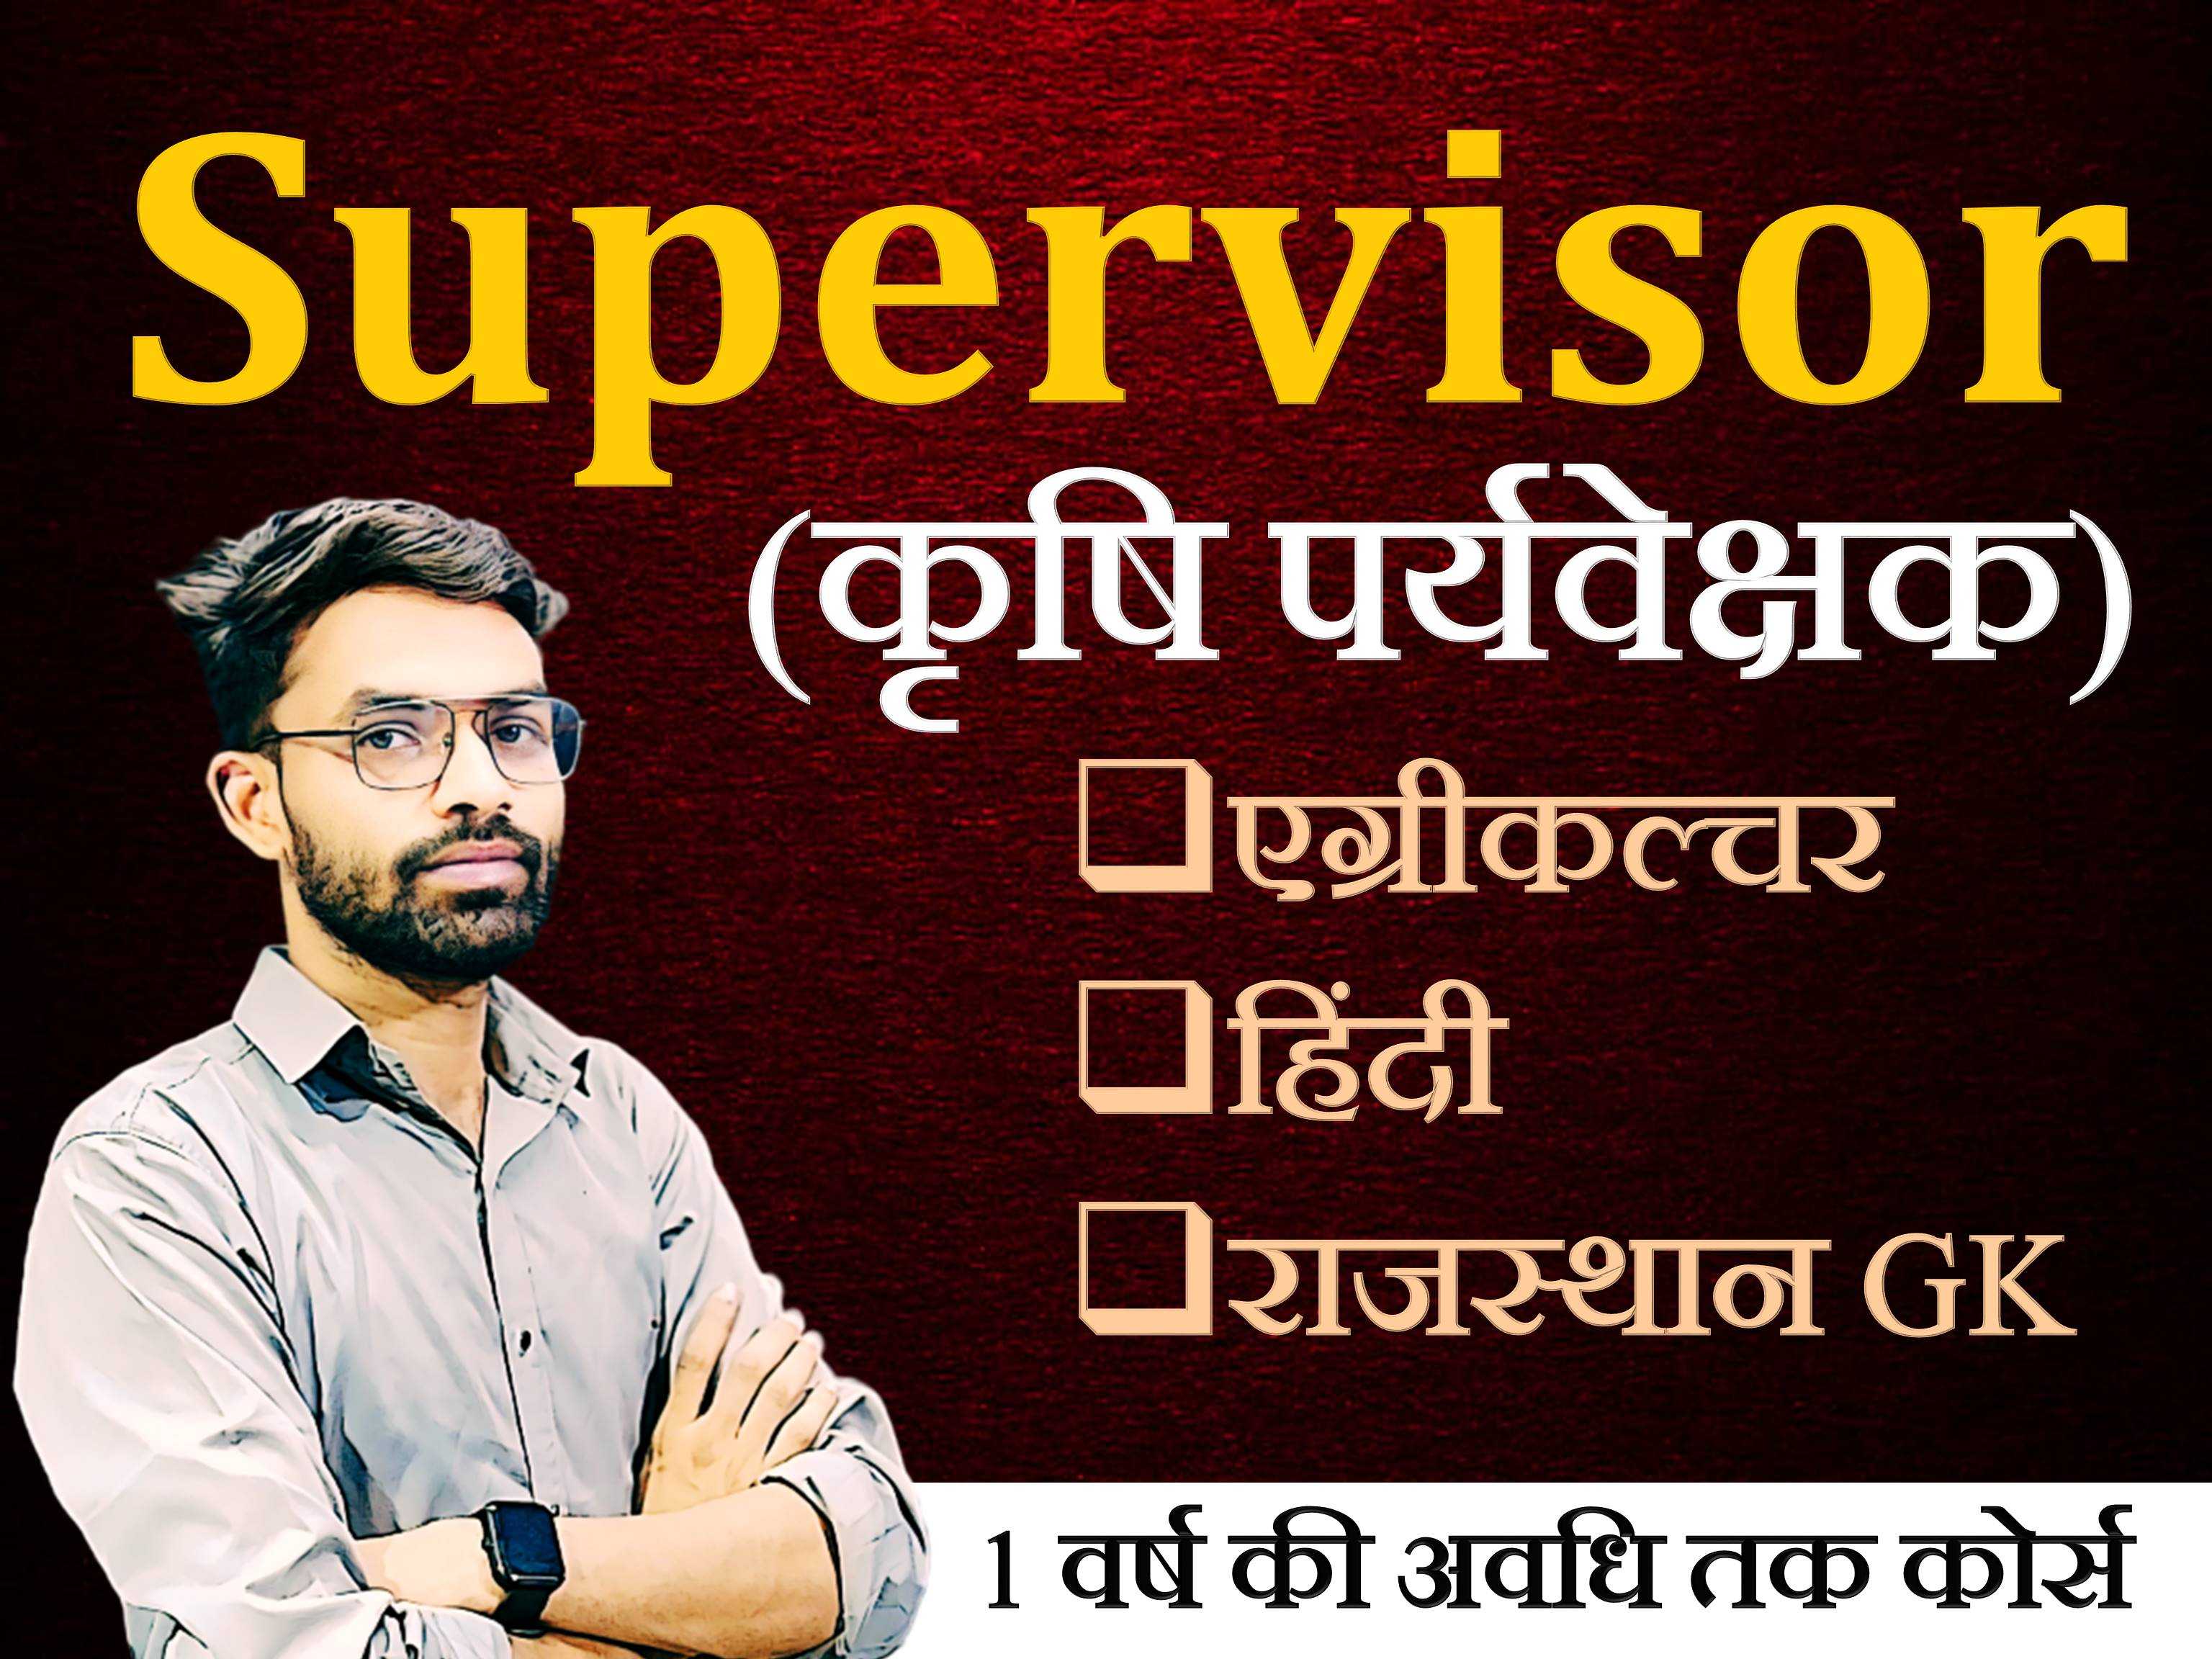 Supervisor
(कृषि पर्यवेक्षक)
एग्रीकल्चर
हिंदी
राजस्थान GK
1 वर्ष की अवधि तक कोर्स